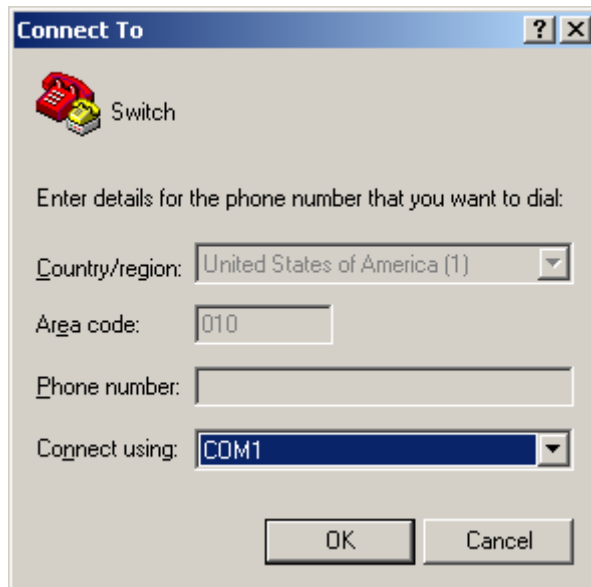 Connect To
Switch
Enter details for the phone number that you want to dial:
Country/region: United States of America (1)
Area code: 010
Phone number:
Connect using: COM1
OK Cancel